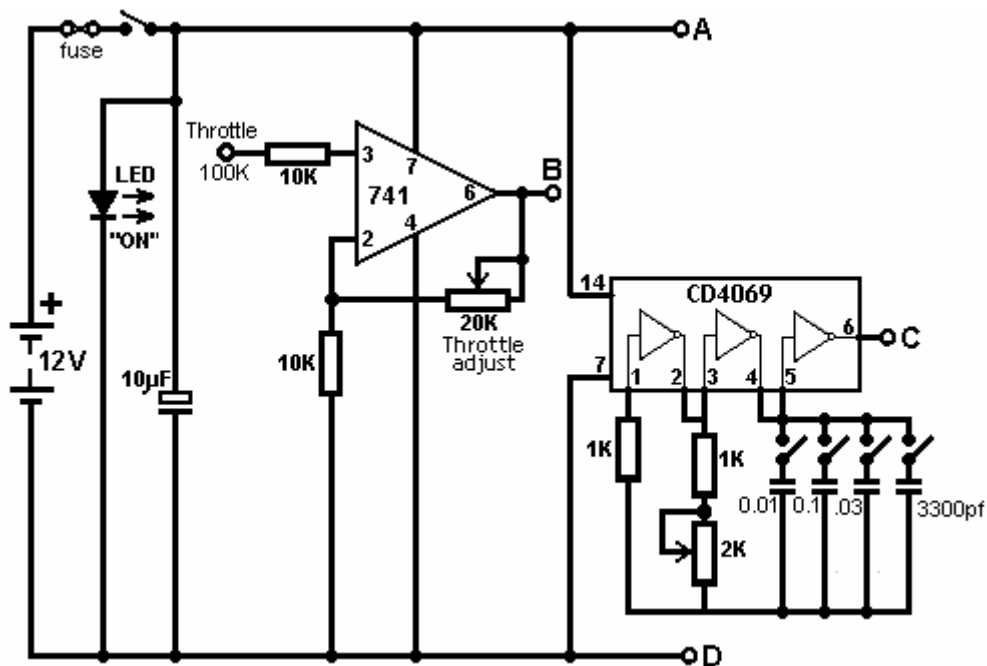 A
fuse
Throttle
100K
10K
3
7
741
6
4
2
B
LED
"ON"
+
12V
10µF
20K
Throttle
adjust
10K
14
CD4069
7
1
2
3
4
5
6
C
1K
1K
2K
0.01
0.1
.03
3300pf
D